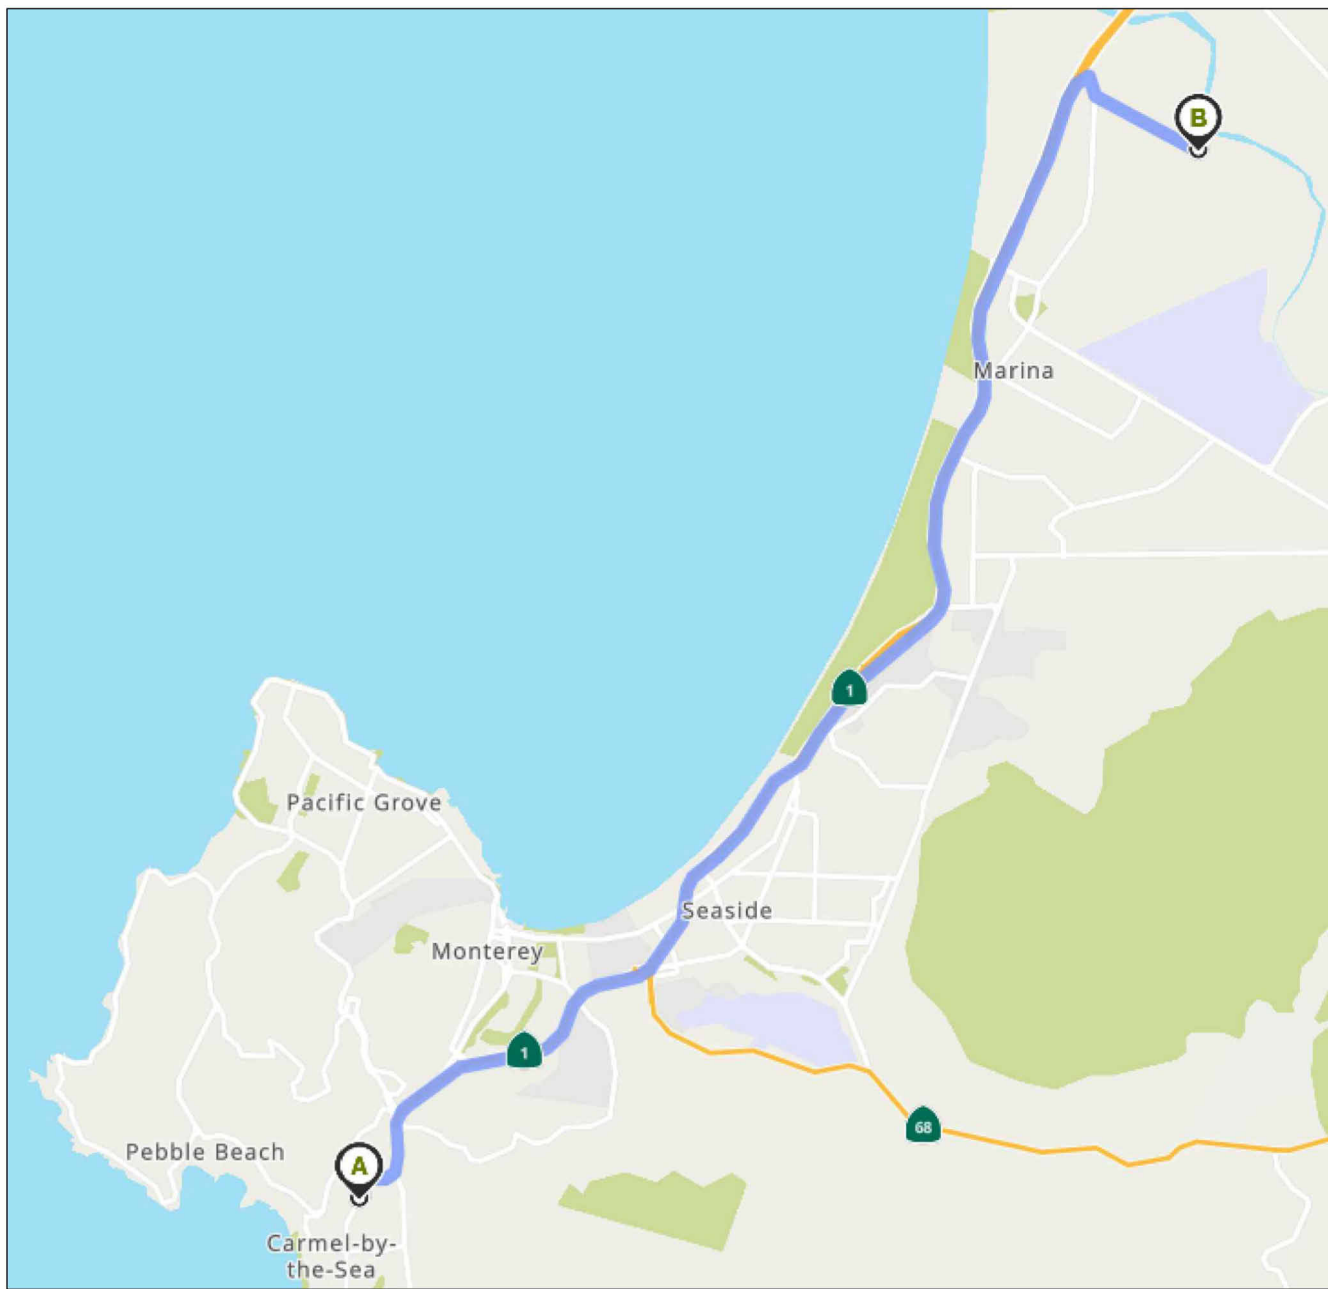 B
Marina
1
Pacific Grove
Seaside
Monterey
1
68
Pebble Beach
A
Carmel-by-
the-Sea